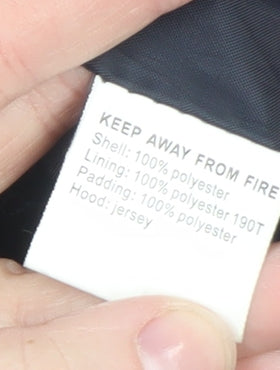 KEEP AWAY FROM FIRE
Shell: 100% polyester
Lining: 100% polyester 190T
Padding: 100% polyester
Hood: jersey